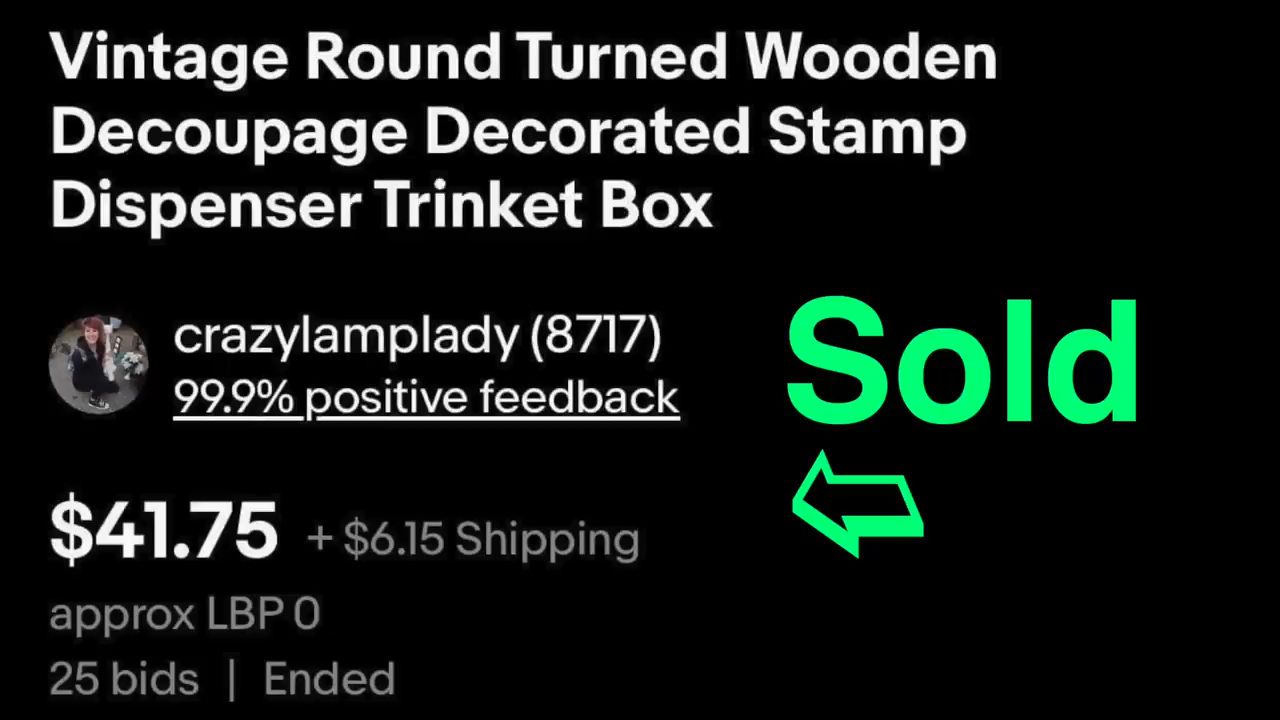 Vintage Round Turned Wooden
Decoupage Decorated Stamp
Dispenser Trinket Box
crazylamplady (8717)
99.9% positive feedback
Sold
$41.75 + $6.15 Shipping
approx LBP 0
25 bids | Ended